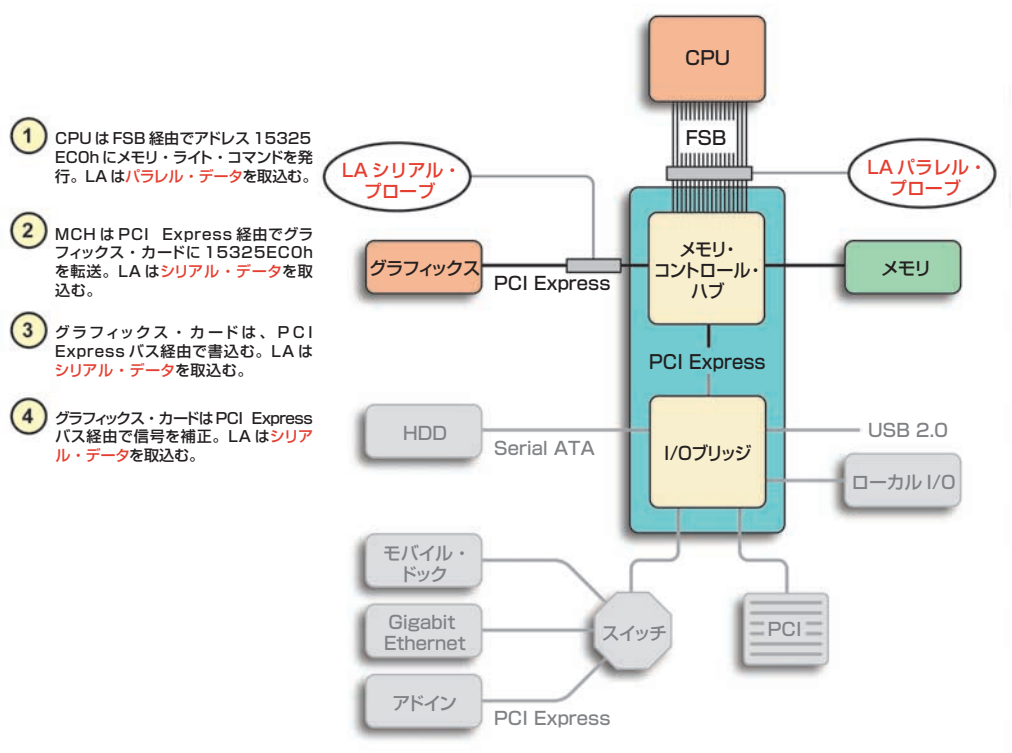 1
CPU は FSB 経由でアドレス 15325
EC0h にメモリ・ライト・コマンドを発
行。LA はパラレル・データを取込む。
2
MCH は PCI Express 経由でグラ
フィックス・カードに 15325EC0h
を転送。LA はシリアル・データを取
込む。
3
グラフィックス・カードは、PCI
Express バス経由で書込む。LA は
シリアル・データを取込む。
4
グラフィックス・カードは PCI Express
バス経由で信号を補正。LA はシリア
ル・データを取込む。
CPU
FSB
LA シリアル・
プローブ
LA パラレル・
プローブ
グラフィックス
PCI Express
メモリ・
コントロール・
ハブ
メモリ
PCI Express
HDD
Serial ATA
I/Oブリッジ
USB 2.0
ローカル I/O
モバイル・
ドック
Gigabit
Ethernet
スイッチ
PCI
アドイン
PCI Express